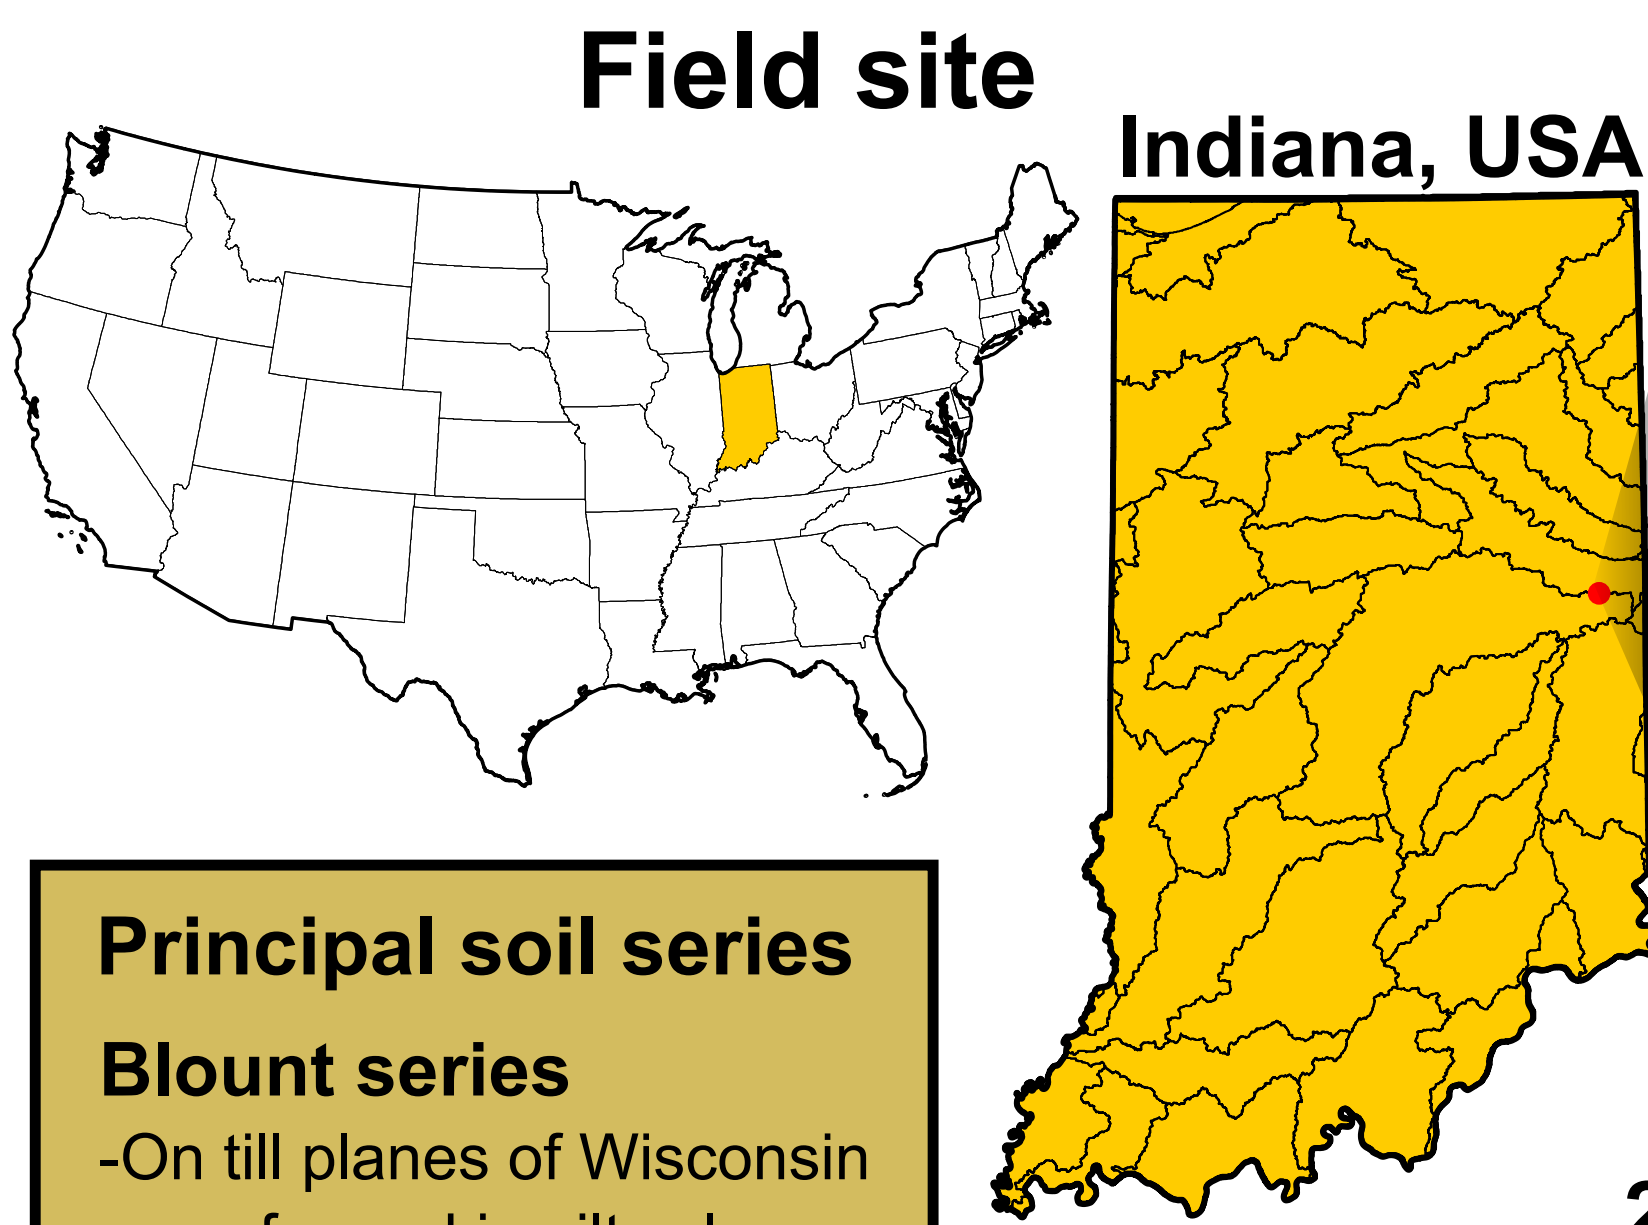 Field site
Indiana, USA
Principal soil series
Blount series
-On till planes of Wisconsin